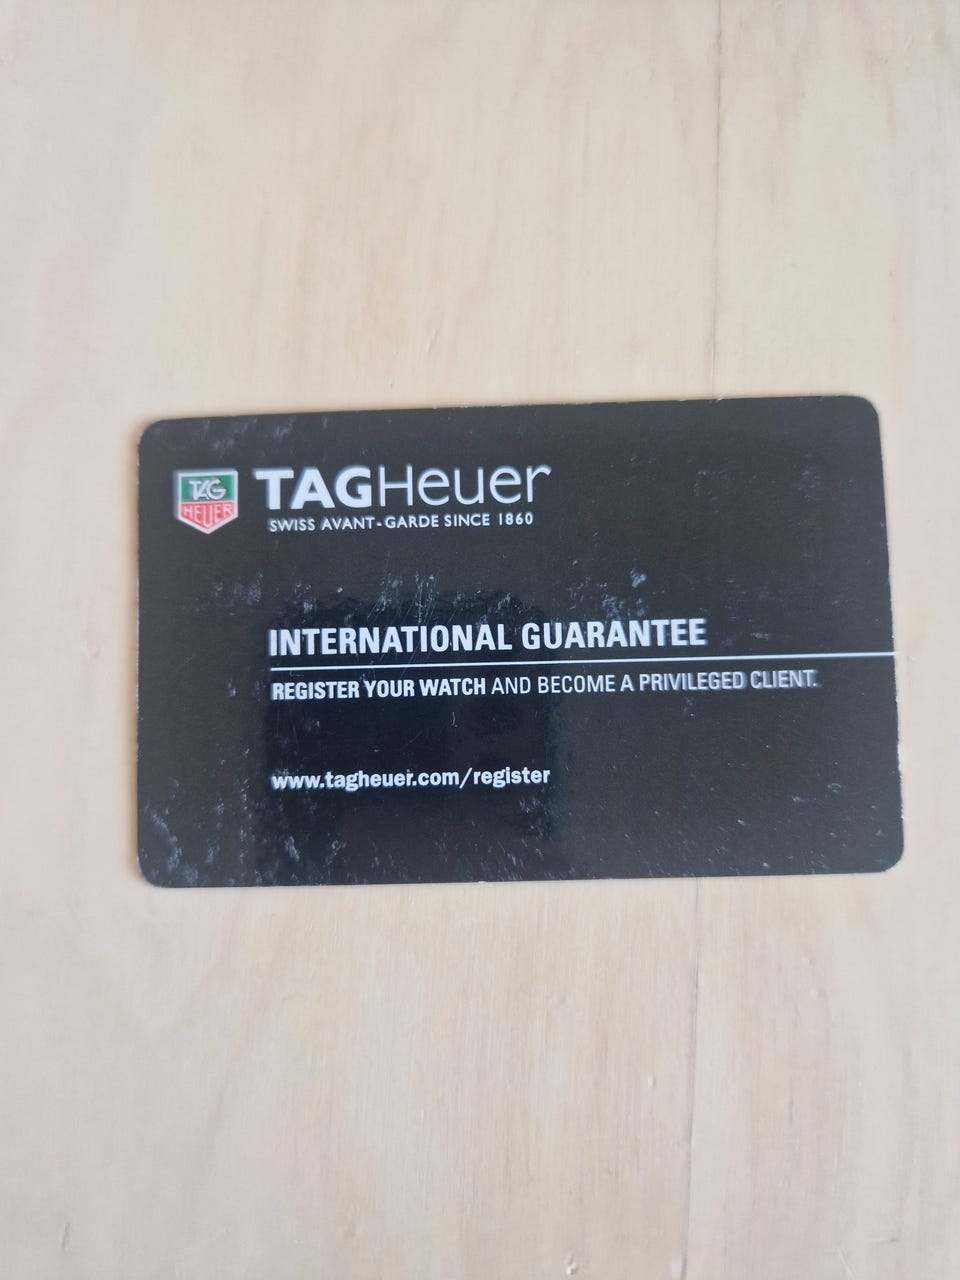 TAG
HEUER
TAGHeuer
SWISS AVANT-GARDE SINCE 1860
INTERNATIONAL GUARANTEE
REGISTER YOUR WATCH AND BECOME A PRIVILEGED CLIENT.
www.tagheuer.com/register